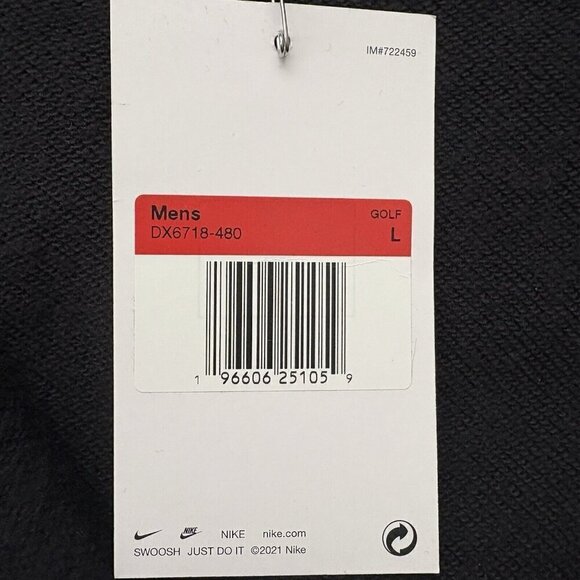 IM#722459
Mens GOLF
DX6718-480 L
1 96606 25105 9
NIKE NIKE nike.com
SWOOSH JUST DO IT ©2021 Nike